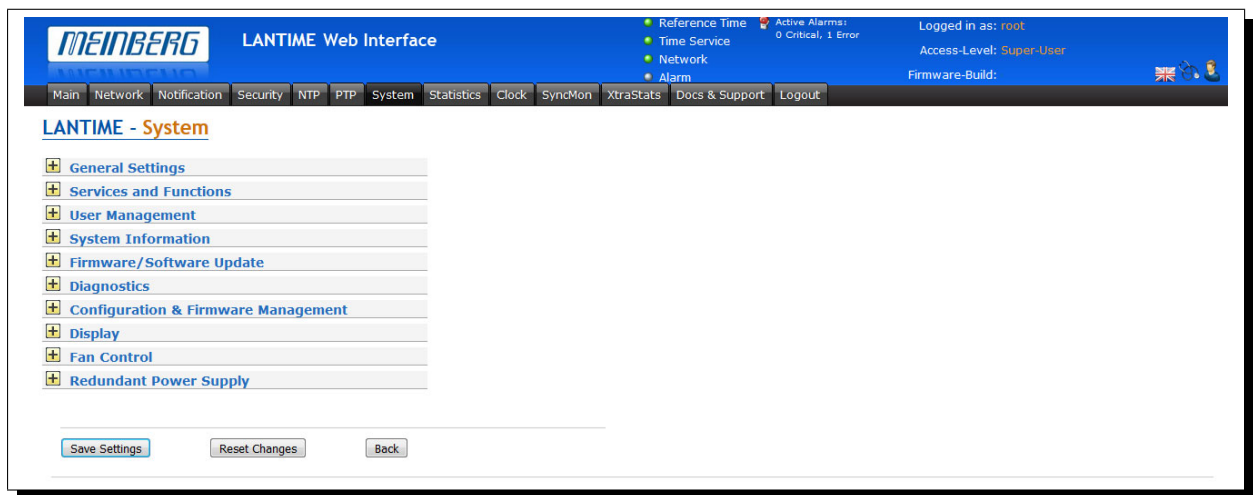 MEINBERG
LANTIME Web Interface
Reference Time
Time Service
Network
Alarm
Active Alarms:
0 Critical, 1 Error
Logged in as: root
Access-Level: Super-User
Firmware-Build:
Main Network Notification Security NTP PTP System Statistics Clock SyncMon XtraStats Docs & Support Logout
LANTIME - System
General Settings
Services and Functions
User Management
System Information
Firmware/Software Update
Diagnostics
Configuration & Firmware Management
Display
Fan Control
Redundant Power Supply
Save Settings Reset Changes Back